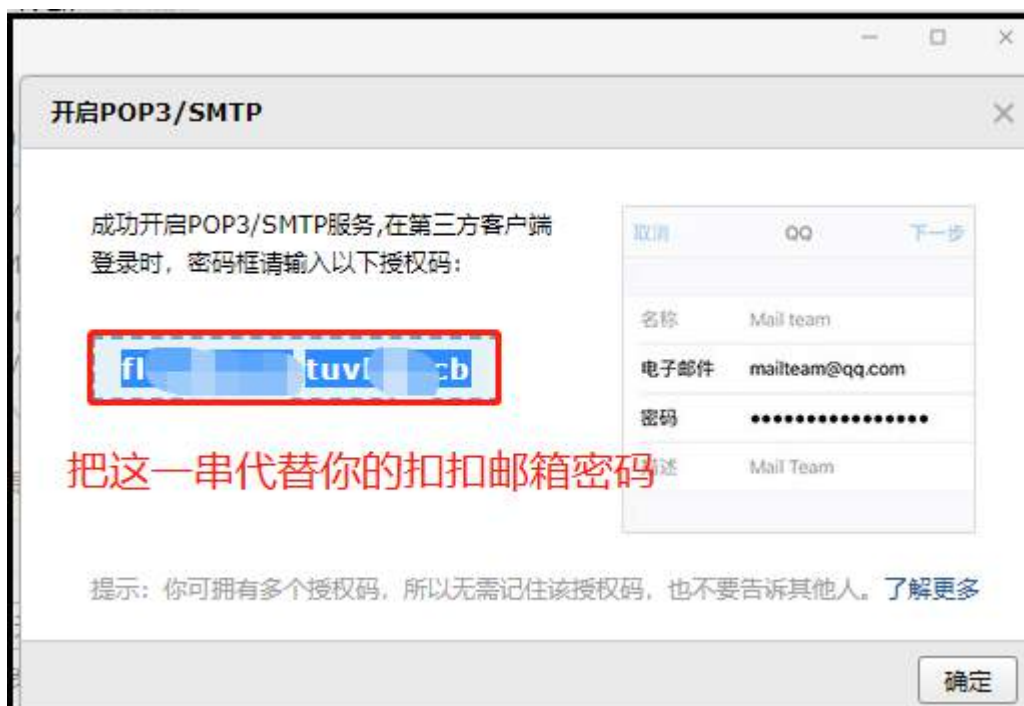 开启POP3/SMTP
成功开启POP3/SMTP服务,在第三方客户端
登录时，密码框请输入以下授权码：
fl tuvl cb
把这一串代替你的扣扣邮箱密码
取消 QQ 下一步
名称 Mail team
电子邮件 mailteam@qq.com
密码 ••••••••••••••••
描述 Mail Team
提示：你可拥有多个授权码，所以无需记住该授权码，也不要告诉其他人。了解更多
确定